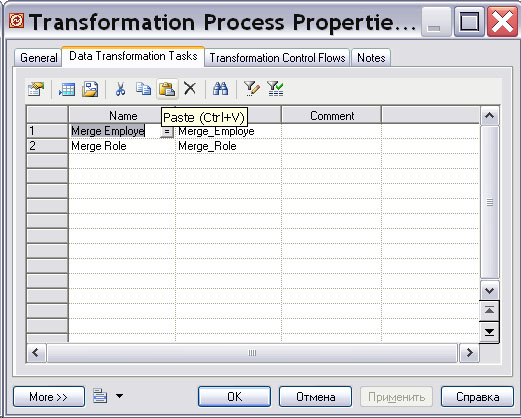 Transformation Process Propertie...
General
Data Transformation Tasks
Transformation Control Flows
Notes
Name
Comment
Paste (Ctrl+V)
1
Merge Employe
=
Merge_Employe
2
Merge Role
Merge_Role
More >>
OK
Отмена
Применить
Справка